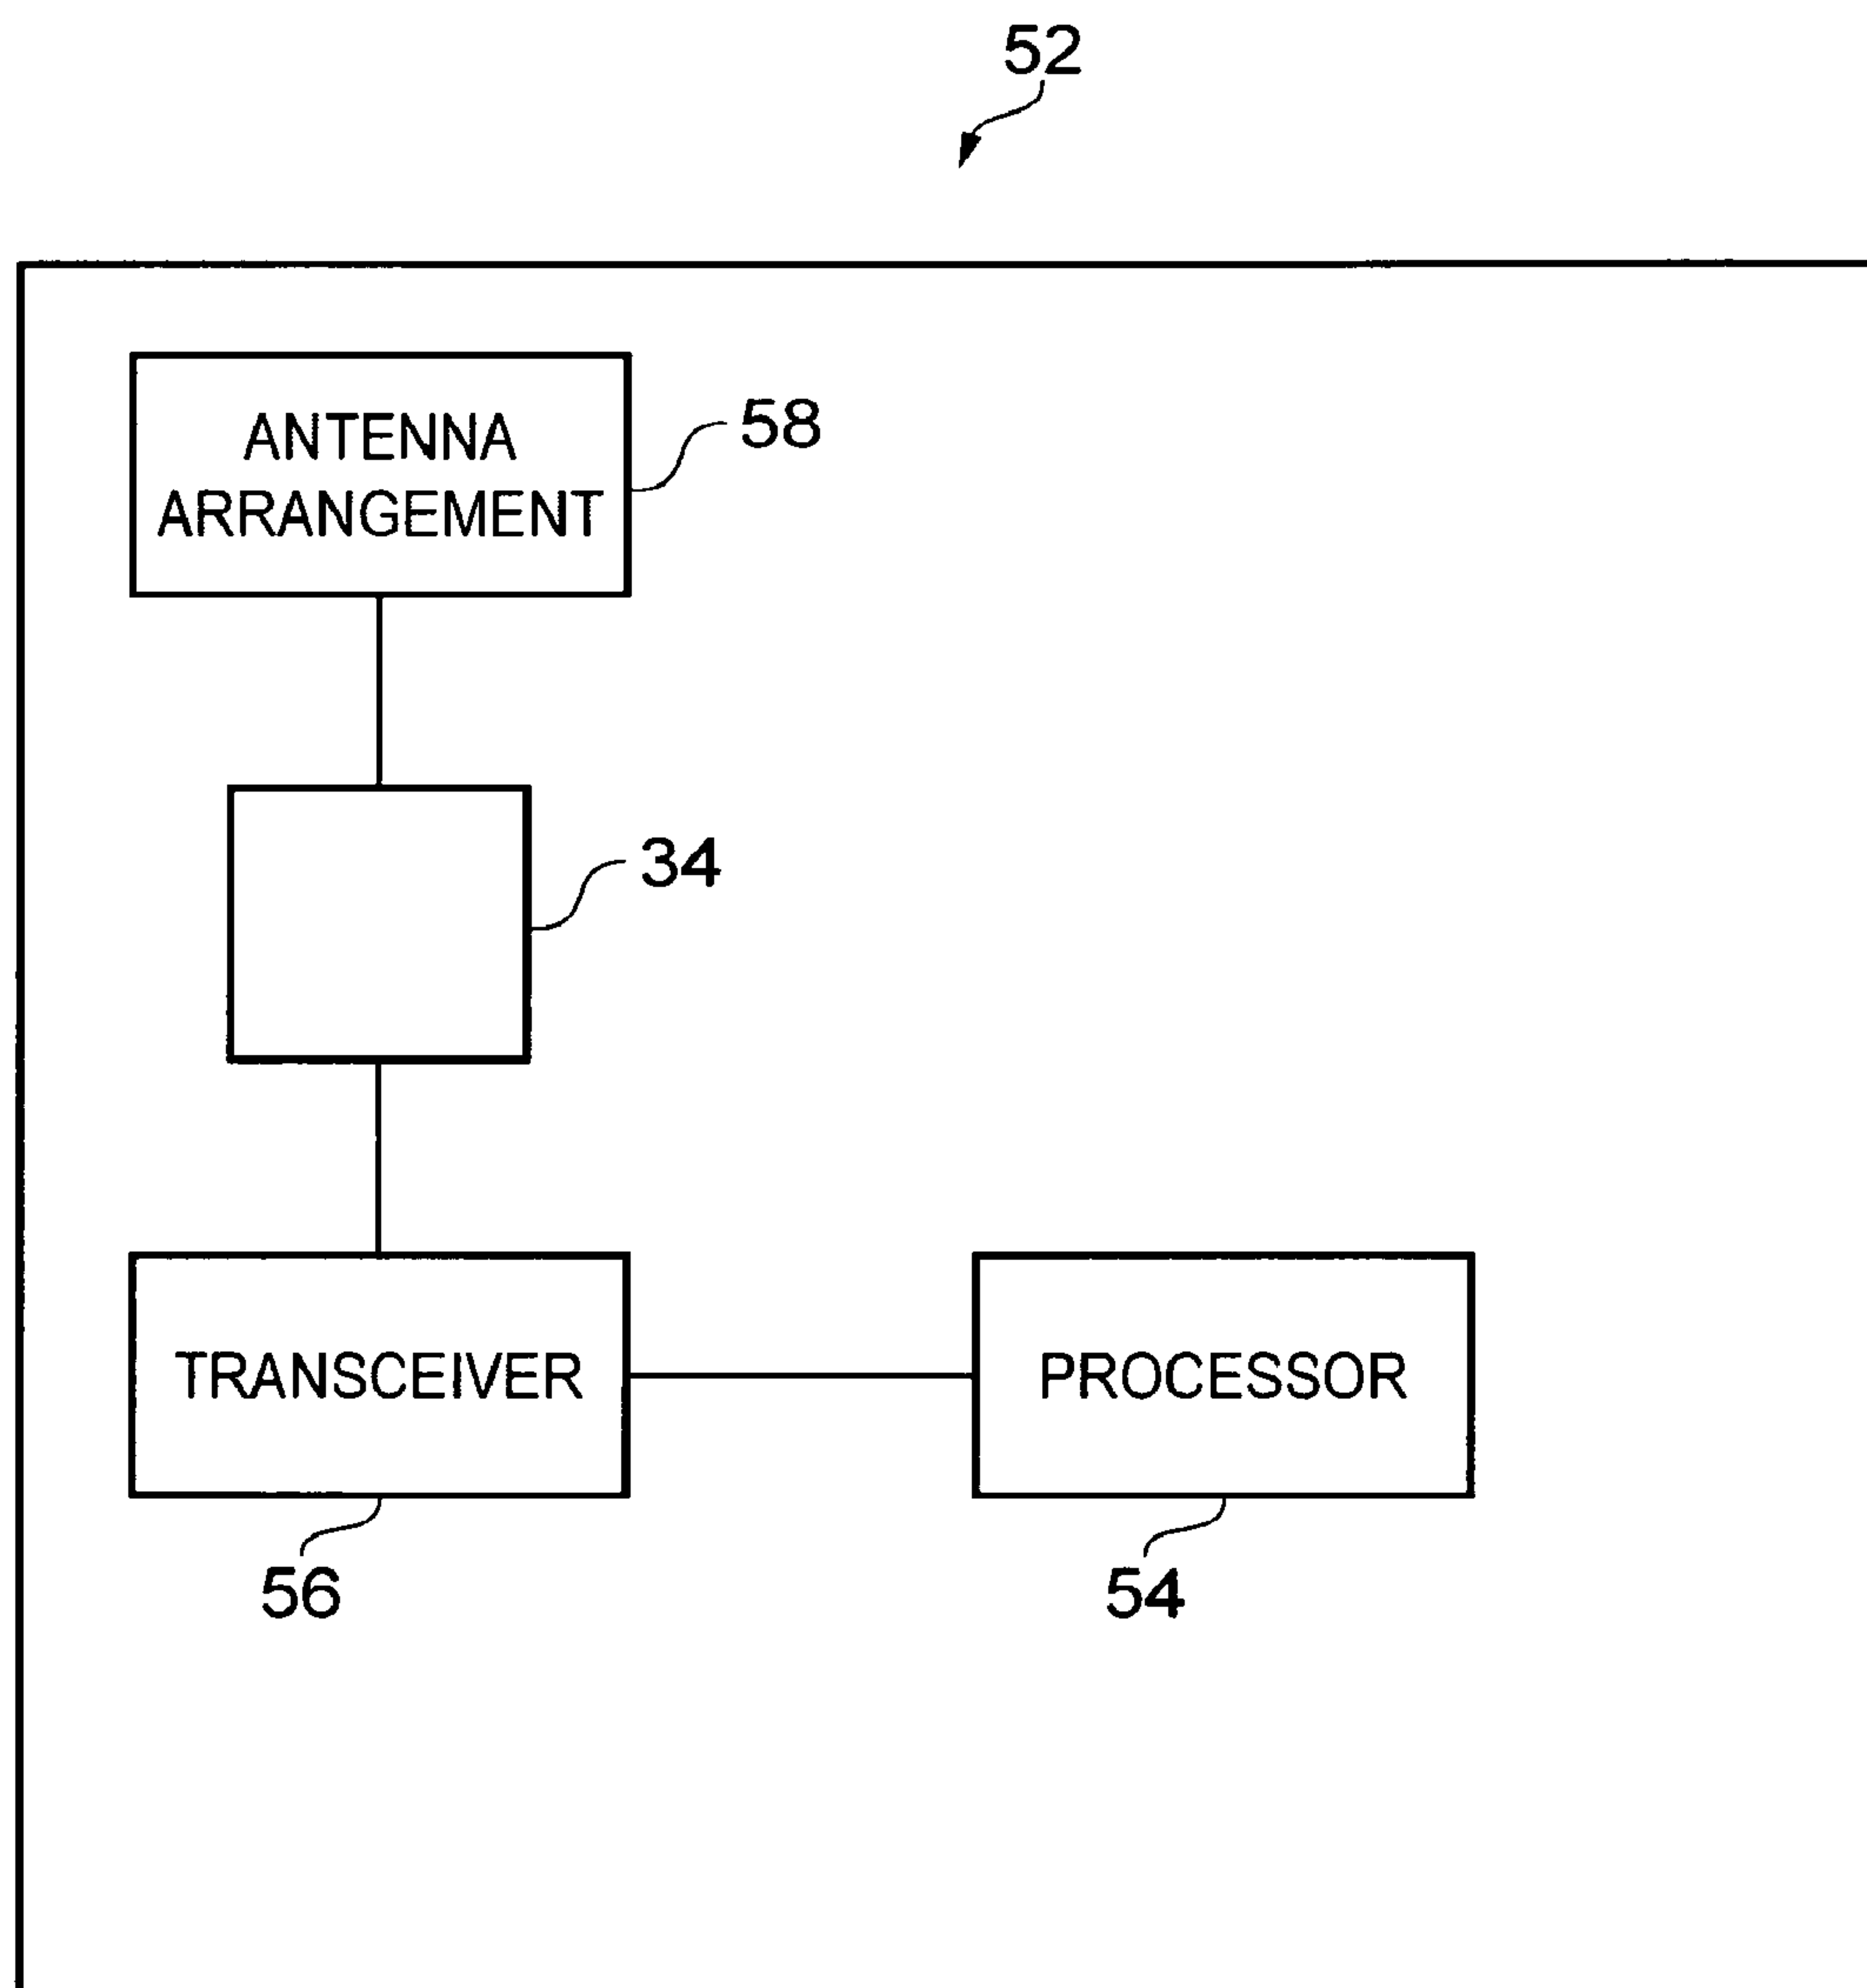 52
ANTENNA
ARRANGEMENT
58
34
TRANSCEIVER
PROCESSOR
56
54